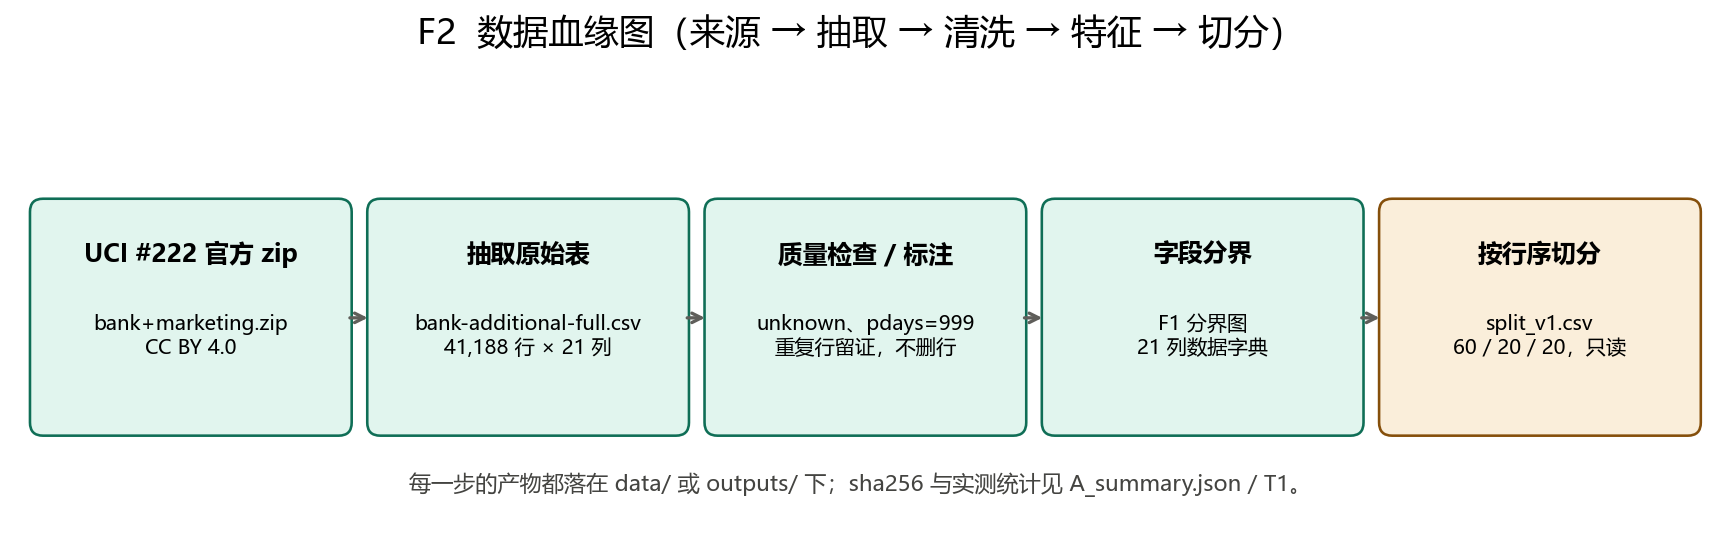 F2 数据血缘图（来源 → 抽取 → 清洗 → 特征 → 切分）
UCI #222 官方 zip
bank+marketing.zip
CC BY 4.0
抽取原始表
bank-additional-full.csv
41,188 行 × 21 列
质量检查 / 标注
unknown、pdays=999
重复行留证，不删行
字段分界
F1 分界图
21 列数据字典
按行序切分
split_v1.csv
60 / 20 / 20，只读
每一步的产物都落在 data/ 或 outputs/ 下；sha256 与实测统计见 A_summary.json / T1。